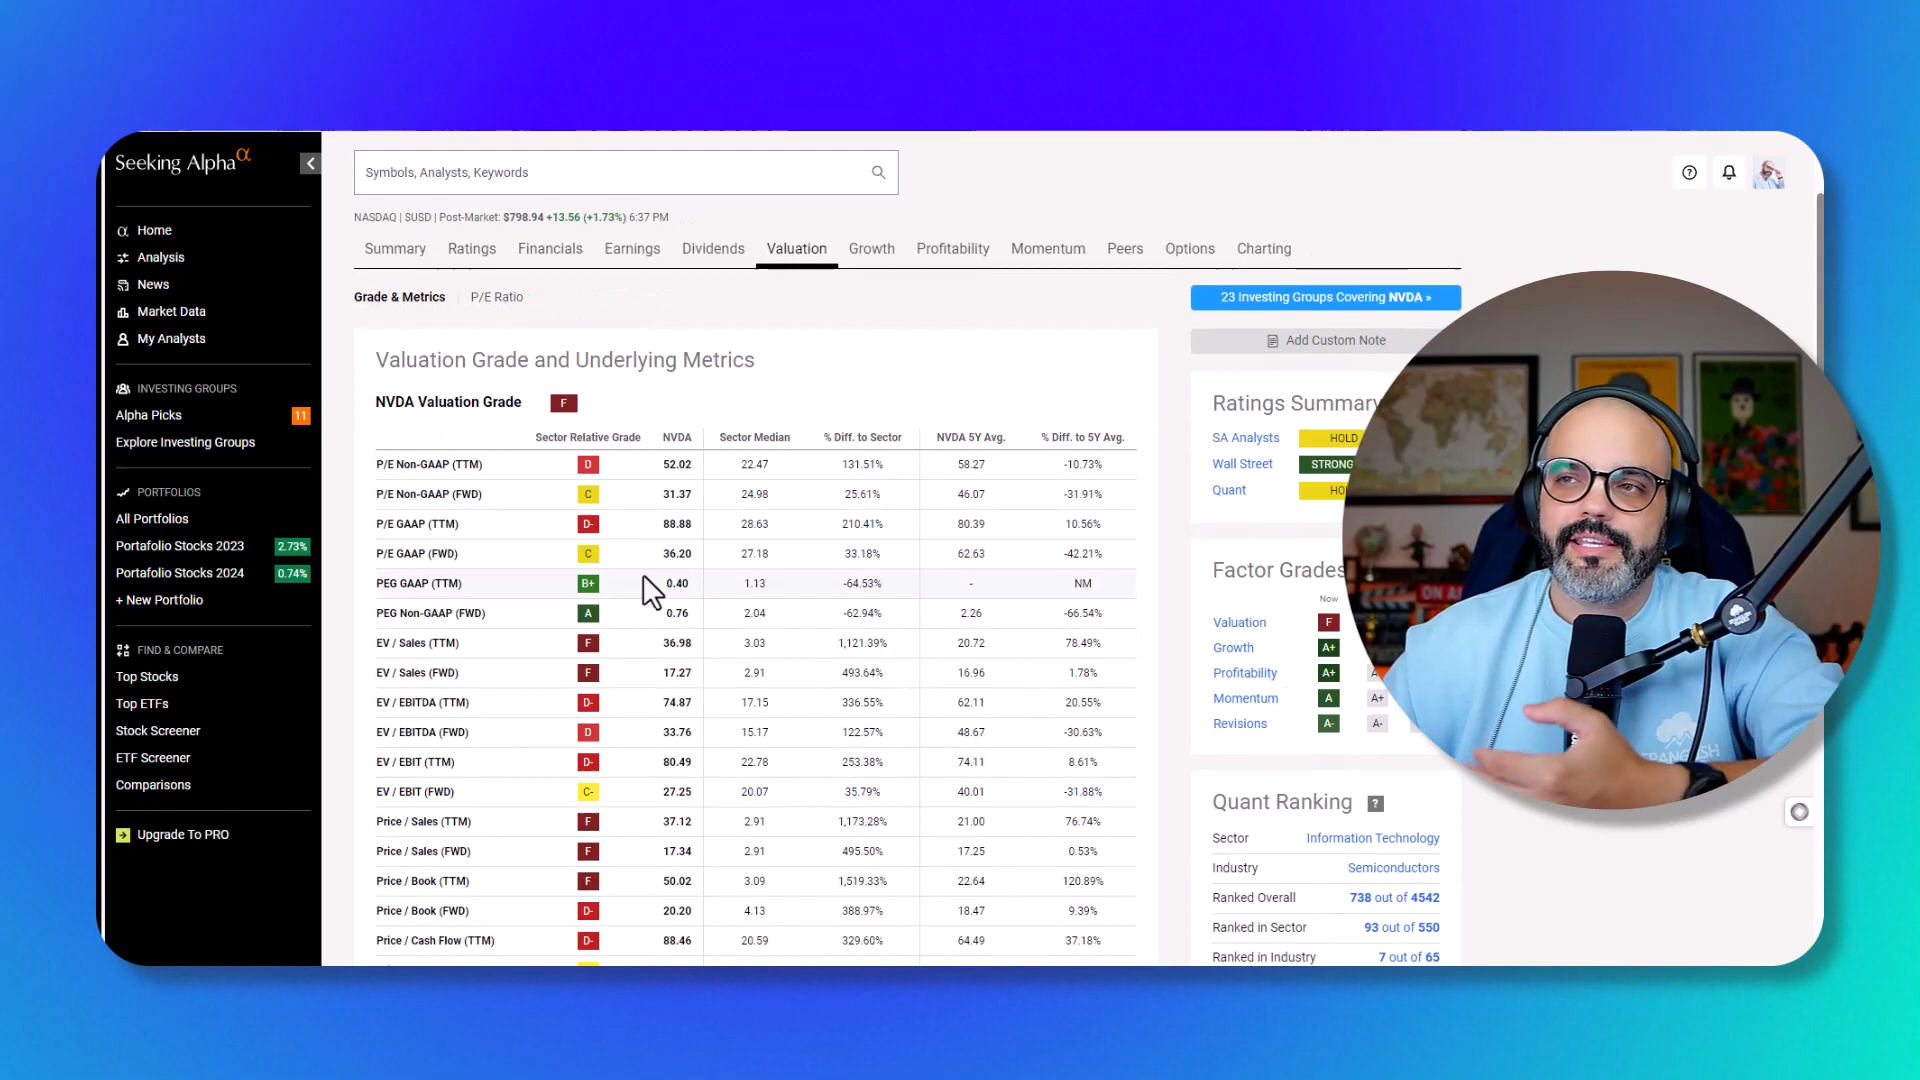 Seeking Alpha α
Symbols, Analysts, Keywords
NASDAQ | $USD | Post-Market: $798.94 +13.56 (+1.73%) 6:37 PM
Summary Ratings Financials Earnings Dividends Valuation Growth Profitability Momentum Peers Options Charting
Home
Analysis
News
Market Data
My Analysts
INVESTING GROUPS
Alpha Picks 11
Explore Investing Groups
PORTFOLIOS
All Portfolios
Portafolio Stocks 2023 2.73%
Portafolio Stocks 2024 0.74%
+ New Portfolio
FIND & COMPARE
Top Stocks
Top ETFs
Stock Screener
ETF Screener
Comparisons
Upgrade To PRO
Grade & Metrics | P/E Ratio
Valuation Grade and Underlying Metrics
NVDA Valuation Grade F
Sector Relative Grade NVDA Sector Median % Diff. to Sector NVDA 5Y Avg. % Diff. to 5Y Avg.
P/E Non-GAAP (TTM) D 52.02 22.47 131.51% 58.27 -10.73%
P/E Non-GAAP (FWD) C 31.37 24.98 25.61% 46.07 -31.91%
P/E GAAP (TTM) D- 88.88 28.63 210.41% 80.39 10.56%
P/E GAAP (FWD) C 36.20 27.18 33.18% 62.63 -42.21%
PEG GAAP (TTM) B+ 0.40 1.13 -64.53% - NM
PEG Non-GAAP (FWD) A 0.76 2.04 -62.94% 2.26 -66.54%
EV / Sales (TTM) F 36.98 3.03 1,121.39% 20.72 78.49%
EV / Sales (FWD) F 17.27 2.91 493.64% 16.96 1.78%
EV / EBITDA (TTM) D- 74.87 17.15 336.55% 62.11 20.55%
EV / EBITDA (FWD) D 33.76 15.17 122.57% 48.67 -30.63%
EV / EBIT (TTM) D- 80.49 22.78 253.38% 74.11 8.61%
EV / EBIT (FWD) C- 27.25 20.07 35.79% 40.01 -31.88%
Price / Sales (TTM) F 37.12 2.91 1,173.28% 21.00 76.74%
Price / Sales (FWD) F 17.34 2.91 495.50% 17.25 0.53%
Price / Book (TTM) F 50.02 3.09 1,519.33% 22.64 120.89%
Price / Book (FWD) D- 20.20 4.13 388.97% 18.47 9.39%
Price / Cash Flow (TTM) D- 88.46 20.59 329.60% 64.49 37.18%
23 Investing Groups Covering NVDA »
Add Custom Note
Ratings Summary
SA Analysts HOLD
Wall Street STRONG
Quant HO
Factor Grades
Now
Valuation F
Growth A+
Profitability A+
Momentum A A+
Revisions A- A-
Quant Ranking ?
Sector Information Technology
Industry Semiconductors
Ranked Overall 738 out of 4542
Ranked in Sector 93 out of 550
Ranked in Industry 7 out of 65
ON AI